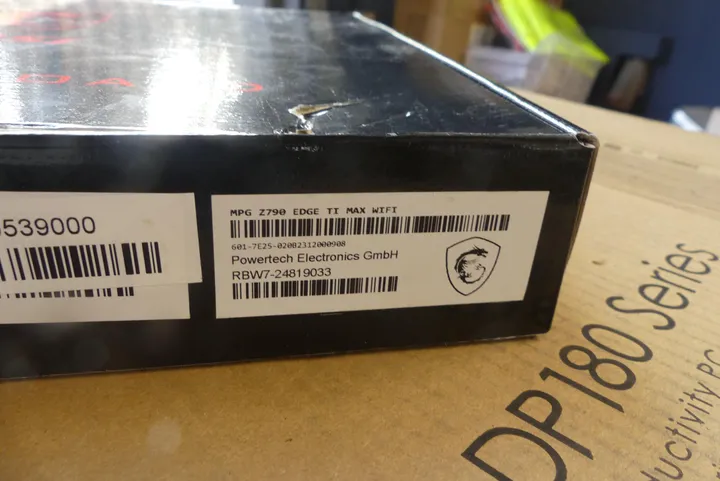 539000
MPG Z790 EDGE TI MAX WIFI
601-7E25-020B2312000908
Powertech Electronics GmbH
RBW7-24819033
DP180 Series